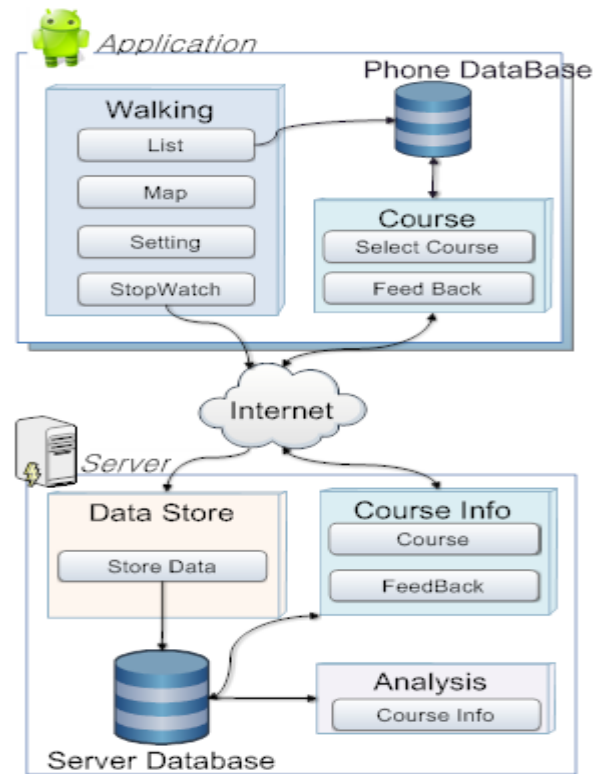 Application
Phone DataBase
Walking
List
Map
Setting
StopWatch
Course
Select Course
Feed Back
Internet
Server
Data Store
Store Data
Course Info
Course
FeedBack
Server Database
Analysis
Course Info